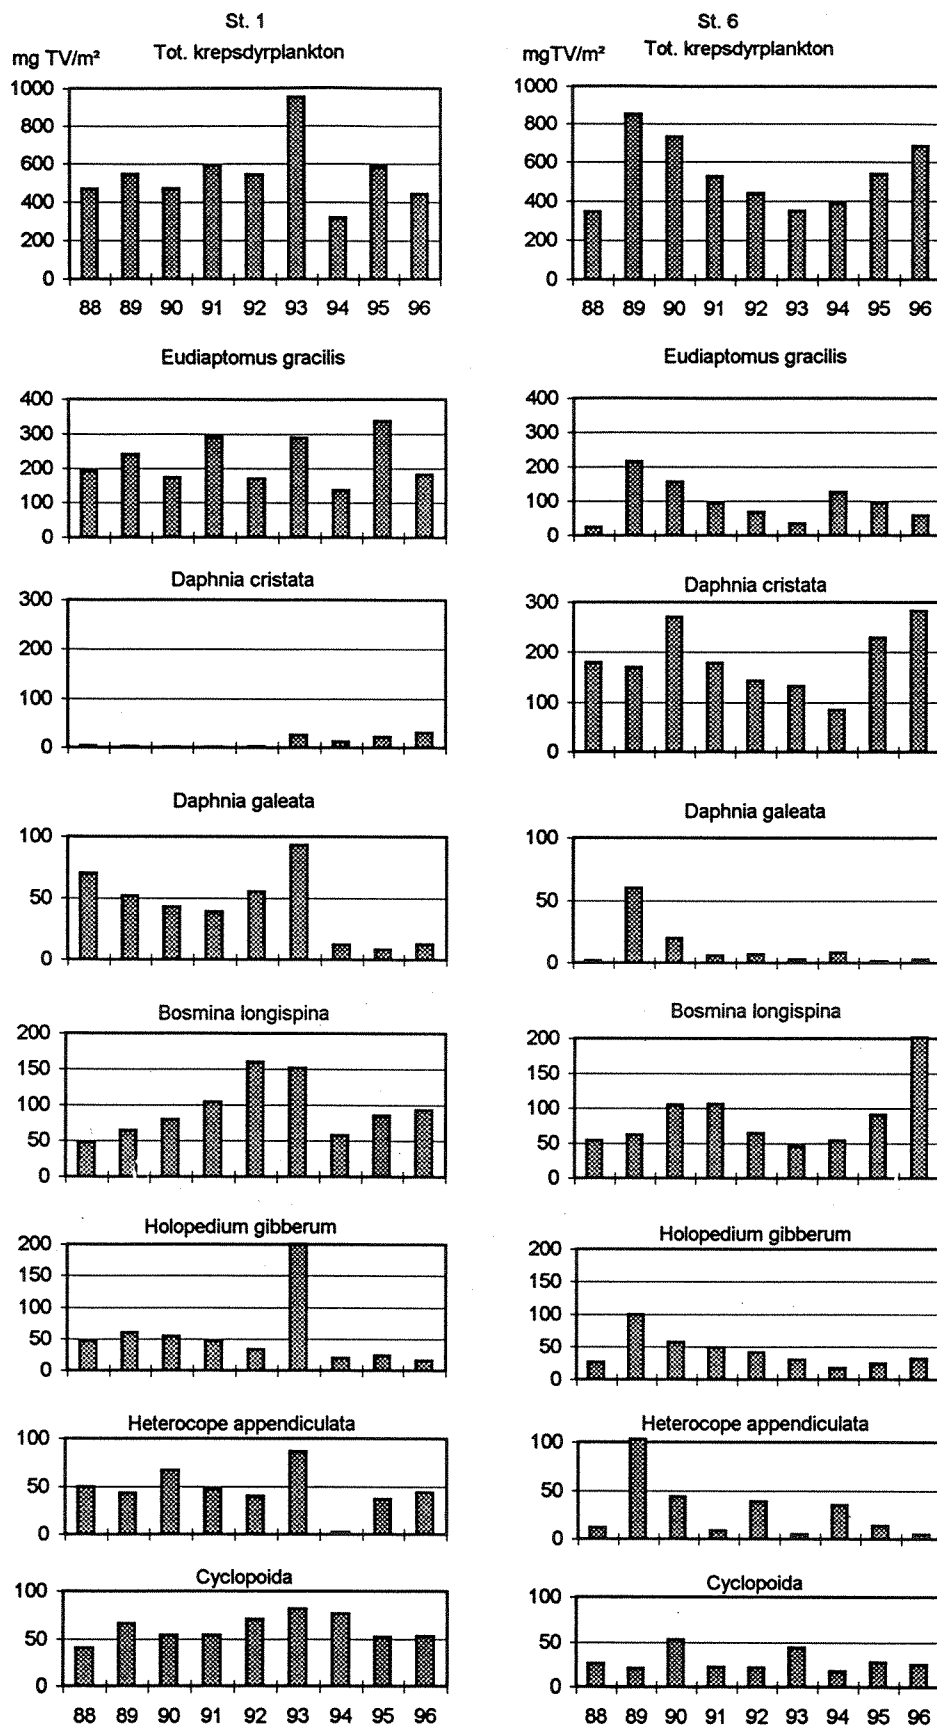 St. 1
mg TV/m²
Tot. krepsdyrplankton
1000
800
600
400
200
0
88 89 90 91 92 93 94 95 96
Eudiaptomus gracilis
400
300
200
100
0
Daphnia cristata
300
200
100
0
Daphnia galeata
100
50
0
Bosmina longispina
200
150
100
50
0
Holopedium gibberum
200
150
100
50
0
Heterocope appendiculata
100
50
0
Cyclopoida
100
50
0
88 89 90 91 92 93 94 95 96
St. 6
mgTV/m²
Tot. krepsdyrplankton
1000
800
600
400
200
0
88 89 90 91 92 93 94 95 96
Eudiaptomus gracilis
400
300
200
100
0
Daphnia cristata
300
200
100
0
Daphnia galeata
100
50
0
Bosmina longispina
200
150
100
50
0
Holopedium gibberum
200
150
100
50
0
Heterocope appendiculata
100
50
0
Cyclopoida
100
50
0
88 89 90 91 92 93 94 95 96